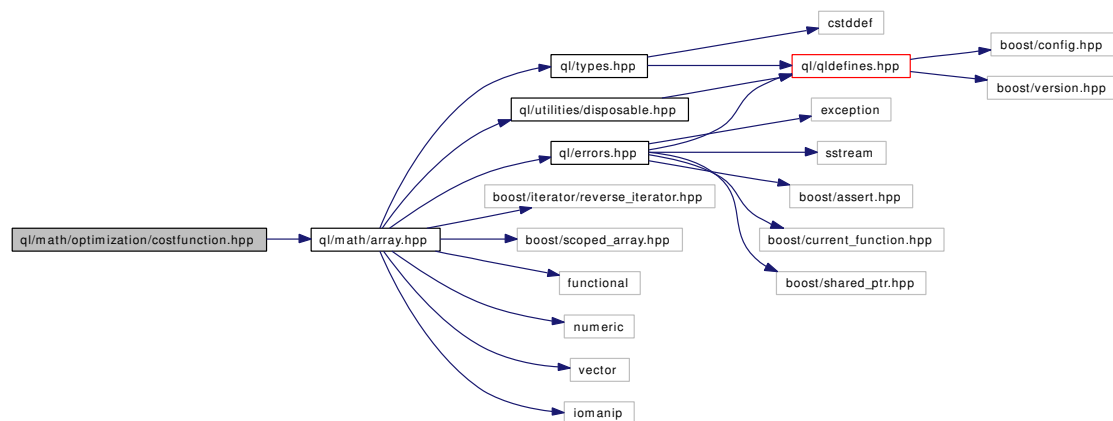 cstddef
boost/config.hpp
ql/types.hpp
ql/qldefines.hpp
boost/version.hpp
ql/utilities/disposable.hpp
exception
ql/errors.hpp
sstream
boost/iterator/reverse_iterator.hpp
boost/assert.hpp
ql/math/optimization/costfunction.hpp
ql/math/array.hpp
boost/scoped_array.hpp
boost/current_function.hpp
functional
boost/shared_ptr.hpp
numeric
vector
iomanip